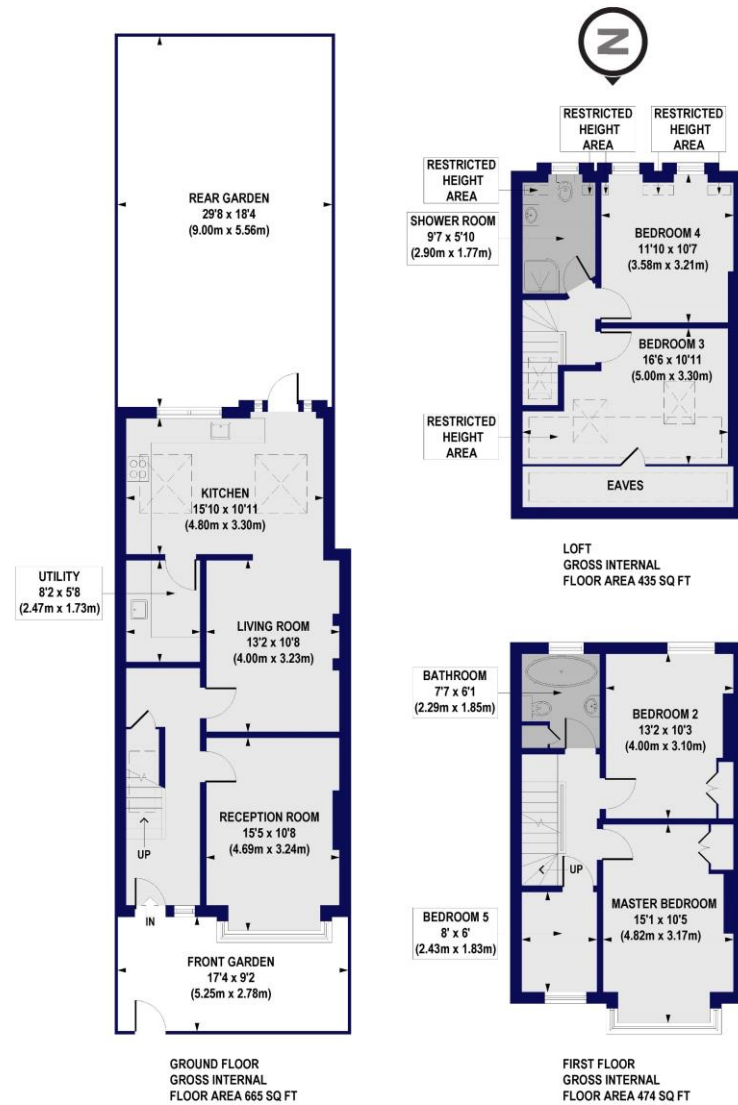 REAR GARDEN
29'8 x 18'4
(9.00m x 5.56m)
KITCHEN
15'10 x 10'11
(4.80m x 3.30m)
UTILITY
8'2 x 5'8
(2.47m x 1.73m)
LIVING ROOM
13'2 x 10'8
(4.00m x 3.23m)
RECEPTION ROOM
15'5 x 10'8
(4.69m x 3.24m)
UP
IN
FRONT GARDEN
17'4 x 9'2
(5.25m x 2.78m)
GROUND FLOOR
GROSS INTERNAL
FLOOR AREA 665 SQ FT
N
RESTRICTED
HEIGHT
AREA
RESTRICTED
HEIGHT
AREA
RESTRICTED
HEIGHT
AREA
SHOWER ROOM
9'7 x 5'10
(2.90m x 1.77m)
BEDROOM 4
11'10 x 10'7
(3.58m x 3.21m)
BEDROOM 3
16'6 x 10'11
(5.00m x 3.30m)
RESTRICTED
HEIGHT
AREA
EAVES
LOFT
GROSS INTERNAL
FLOOR AREA 435 SQ FT
BATHROOM
7'7 x 6'1
(2.29m x 1.85m)
BEDROOM 2
13'2 x 10'3
(4.00m x 3.10m)
UP
MASTER BEDROOM
15'1 x 10'5
(4.82m x 3.17m)
BEDROOM 5
8' x 6'
(2.43m x 1.83m)
FIRST FLOOR
GROSS INTERNAL
FLOOR AREA 474 SQ FT